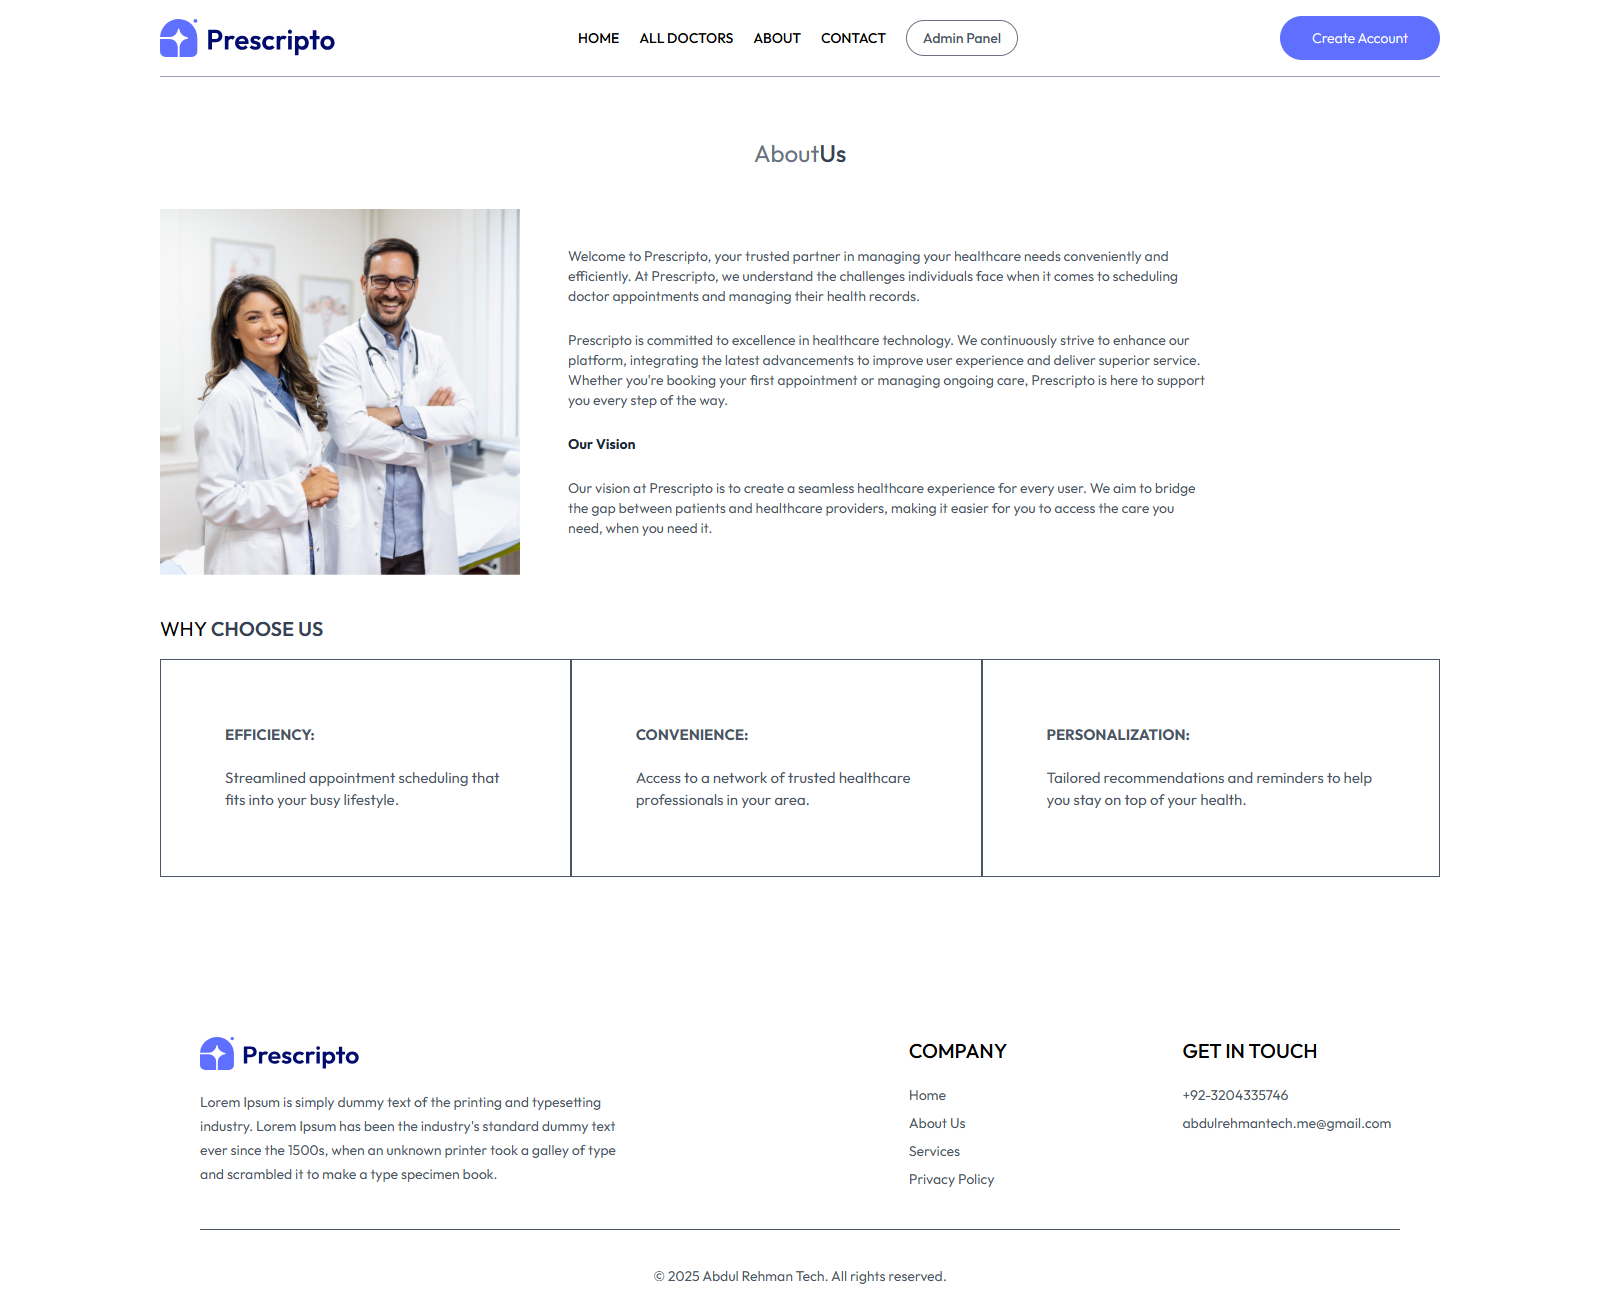 Prescripto
HOME ALL DOCTORS ABOUT CONTACT Admin Panel Create Account
AboutUs
Welcome to Prescripto, your trusted partner in managing your healthcare needs conveniently and
efficiently. At Prescripto, we understand the challenges individuals face when it comes to scheduling
doctor appointments and managing their health records.
Prescripto is committed to excellence in healthcare technology. We continuously strive to enhance our
platform, integrating the latest advancements to improve user experience and deliver superior service.
Whether you're booking your first appointment or managing ongoing care, Prescripto is here to support
you every step of the way.
Our Vision
Our vision at Prescripto is to create a seamless healthcare experience for every user. We aim to bridge
the gap between patients and healthcare providers, making it easier for you to access the care you
need, when you need it.
WHY CHOOSE US
EFFICIENCY:
Streamlined appointment scheduling that
fits into your busy lifestyle.
CONVENIENCE:
Access to a network of trusted healthcare
professionals in your area.
PERSONALIZATION:
Tailored recommendations and reminders to help
you stay on top of your health.
Prescripto
Lorem Ipsum is simply dummy text of the printing and typesetting
industry. Lorem Ipsum has been the industry's standard dummy text
ever since the 1500s, when an unknown printer took a galley of type
and scrambled it to make a type specimen book.
COMPANY
Home
About Us
Services
Privacy Policy
GET IN TOUCH
+92-3204335746
abdulrehmantech.me@gmail.com
© 2025 Abdul Rehman Tech. All rights reserved.